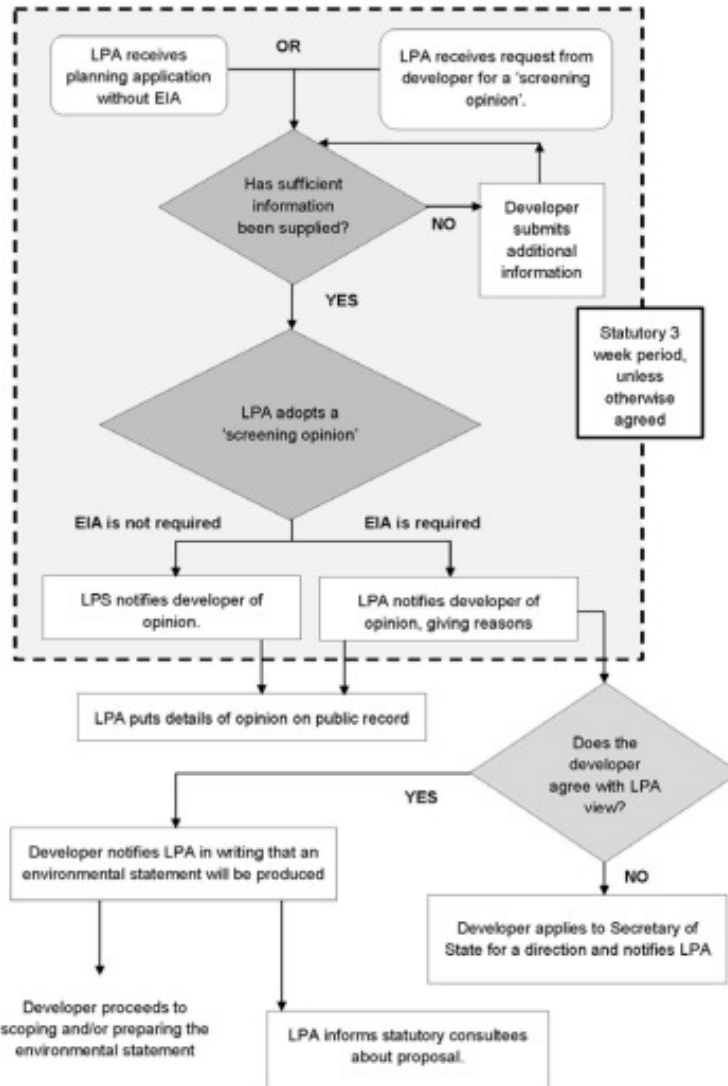 LPA receives
planning application
without EIA
OR
LPA receives request from
developer for a 'screening
opinion'.
Has sufficient
information
been supplied?
NO
Developer
submits
additional
information
YES
Statutory 3
week period,
unless
otherwise
agreed
LPA adopts a
'screening opinion'
EIA is not required
EIA is required
LPS notifies developer of
opinion.
LPA notifies developer of
opinion, giving reasons
LPA puts details of opinion on public record
Does the
developer
agree with LPA
view?
YES
Developer notifies LPA in writing that an
environmental statement will be produced
NO
Developer applies to Secretary of
State for a direction and notifies LPA
Developer proceeds to
scoping and/or preparing the
environmental statement
LPA informs statutory consultees
about proposal.